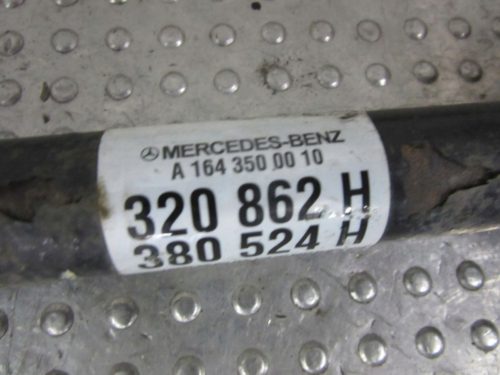 MERCEDES-BENZ
A 164 350 00 10
320 862 H
380 524 H